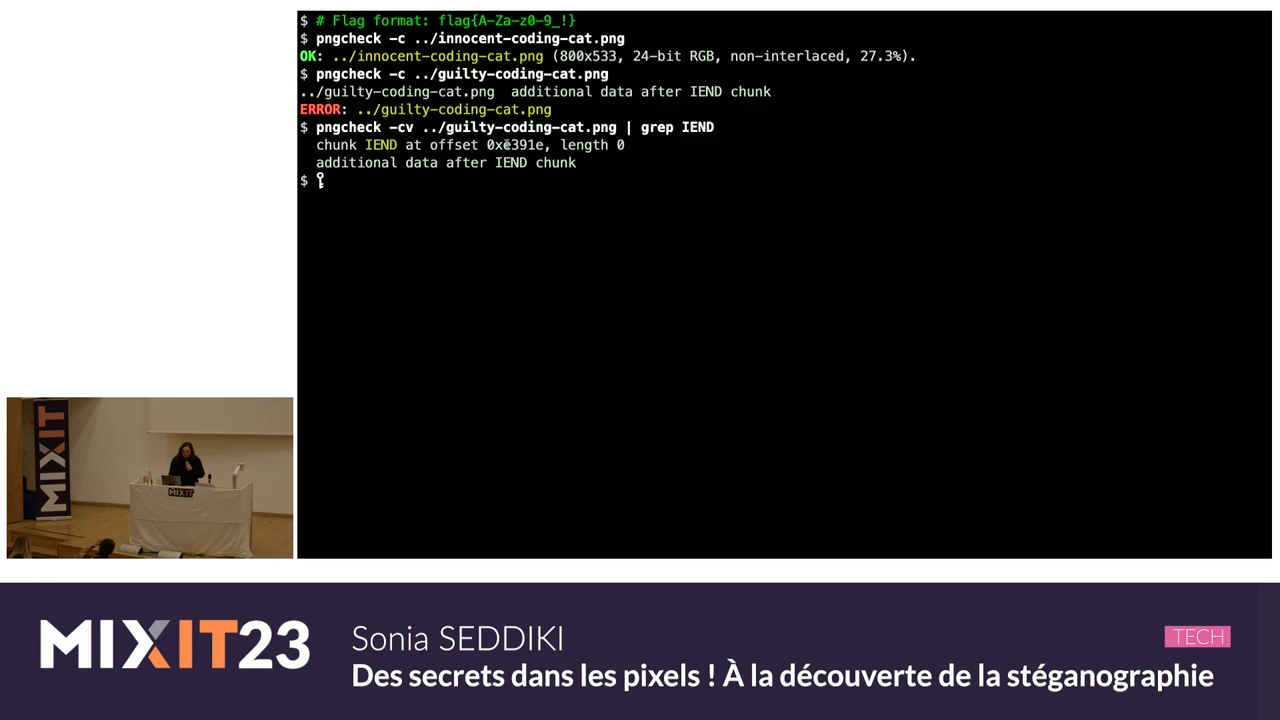 $ # Flag format: flag{A-Za-z0-9_!}
$ pngcheck -c ../innocent-coding-cat.png
OK: ../innocent-coding-cat.png (800x533, 24-bit RGB, non-interlaced, 27.3%).
$ pngcheck -c ../guilty-coding-cat.png
../guilty-coding-cat.png  additional data after IEND chunk
ERROR: ../guilty-coding-cat.png
$ pngcheck -cv ../guilty-coding-cat.png | grep IEND
  chunk IEND at offset 0xe391e, length 0
  additional data after IEND chunk
$
MIXIT
MIXIT
MIXIT23
Sonia SEDDIKI
TECH
Des secrets dans les pixels ! À la découverte de la stéganographie